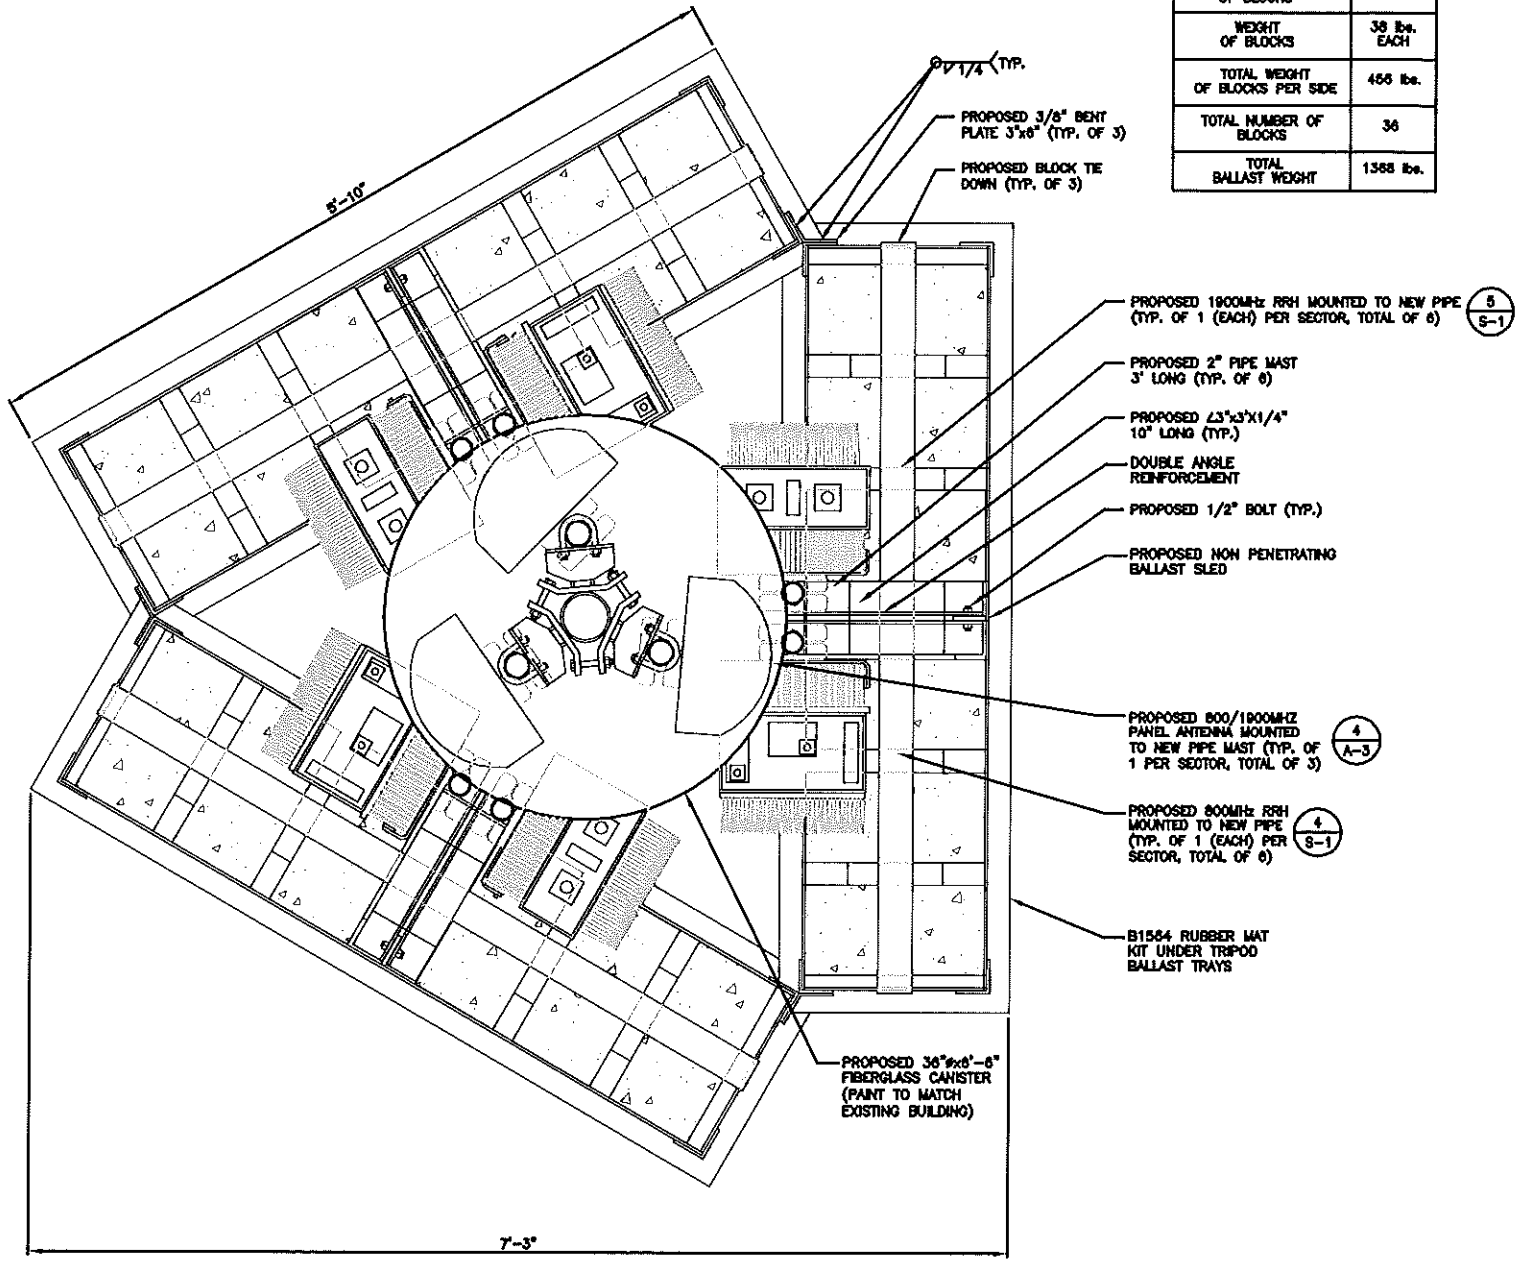 OF BLOCKS
WEIGHT
OF BLOCKS
38 lbs.
EACH
TOTAL WEIGHT
OF BLOCKS PER SIDE
456 lbs.
TOTAL NUMBER OF
BLOCKS
36
TOTAL
BALLAST WEIGHT
1368 lbs.
1/4
TYP.
PROPOSED 3/8" BENT
PLATE 3"x6" (TYP. OF 3)
PROPOSED BLOCK TIE
DOWN (TYP. OF 3)
5'-10"
PROPOSED 1900MHz RRH MOUNTED TO NEW PIPE
(TYP. OF 1 (EACH) PER SECTOR, TOTAL OF 6)
5
S-1
PROPOSED 2" PIPE MAST
3' LONG (TYP. OF 6)
PROPOSED ∠3"x3"X1/4"
10" LONG (TYP.)
DOUBLE ANGLE
REINFORCEMENT
PROPOSED 1/2" BOLT (TYP.)
PROPOSED NON PENETRATING
BALLAST SLED
PROPOSED 800/1900MHZ
PANEL ANTENNA MOUNTED
TO NEW PIPE MAST (TYP. OF
1 PER SECTOR, TOTAL OF 3)
4
A-3
PROPOSED 800MHz RRH
MOUNTED TO NEW PIPE
(TYP. OF 1 (EACH) PER
SECTOR, TOTAL OF 6)
4
S-1
B1564 RUBBER MAT
KIT UNDER TRIPOD
BALLAST TRAYS
PROPOSED 36"øx6'-6"
FIBERGLASS CANISTER
(PAINT TO MATCH
EXISTING BUILDING)
7'-3"